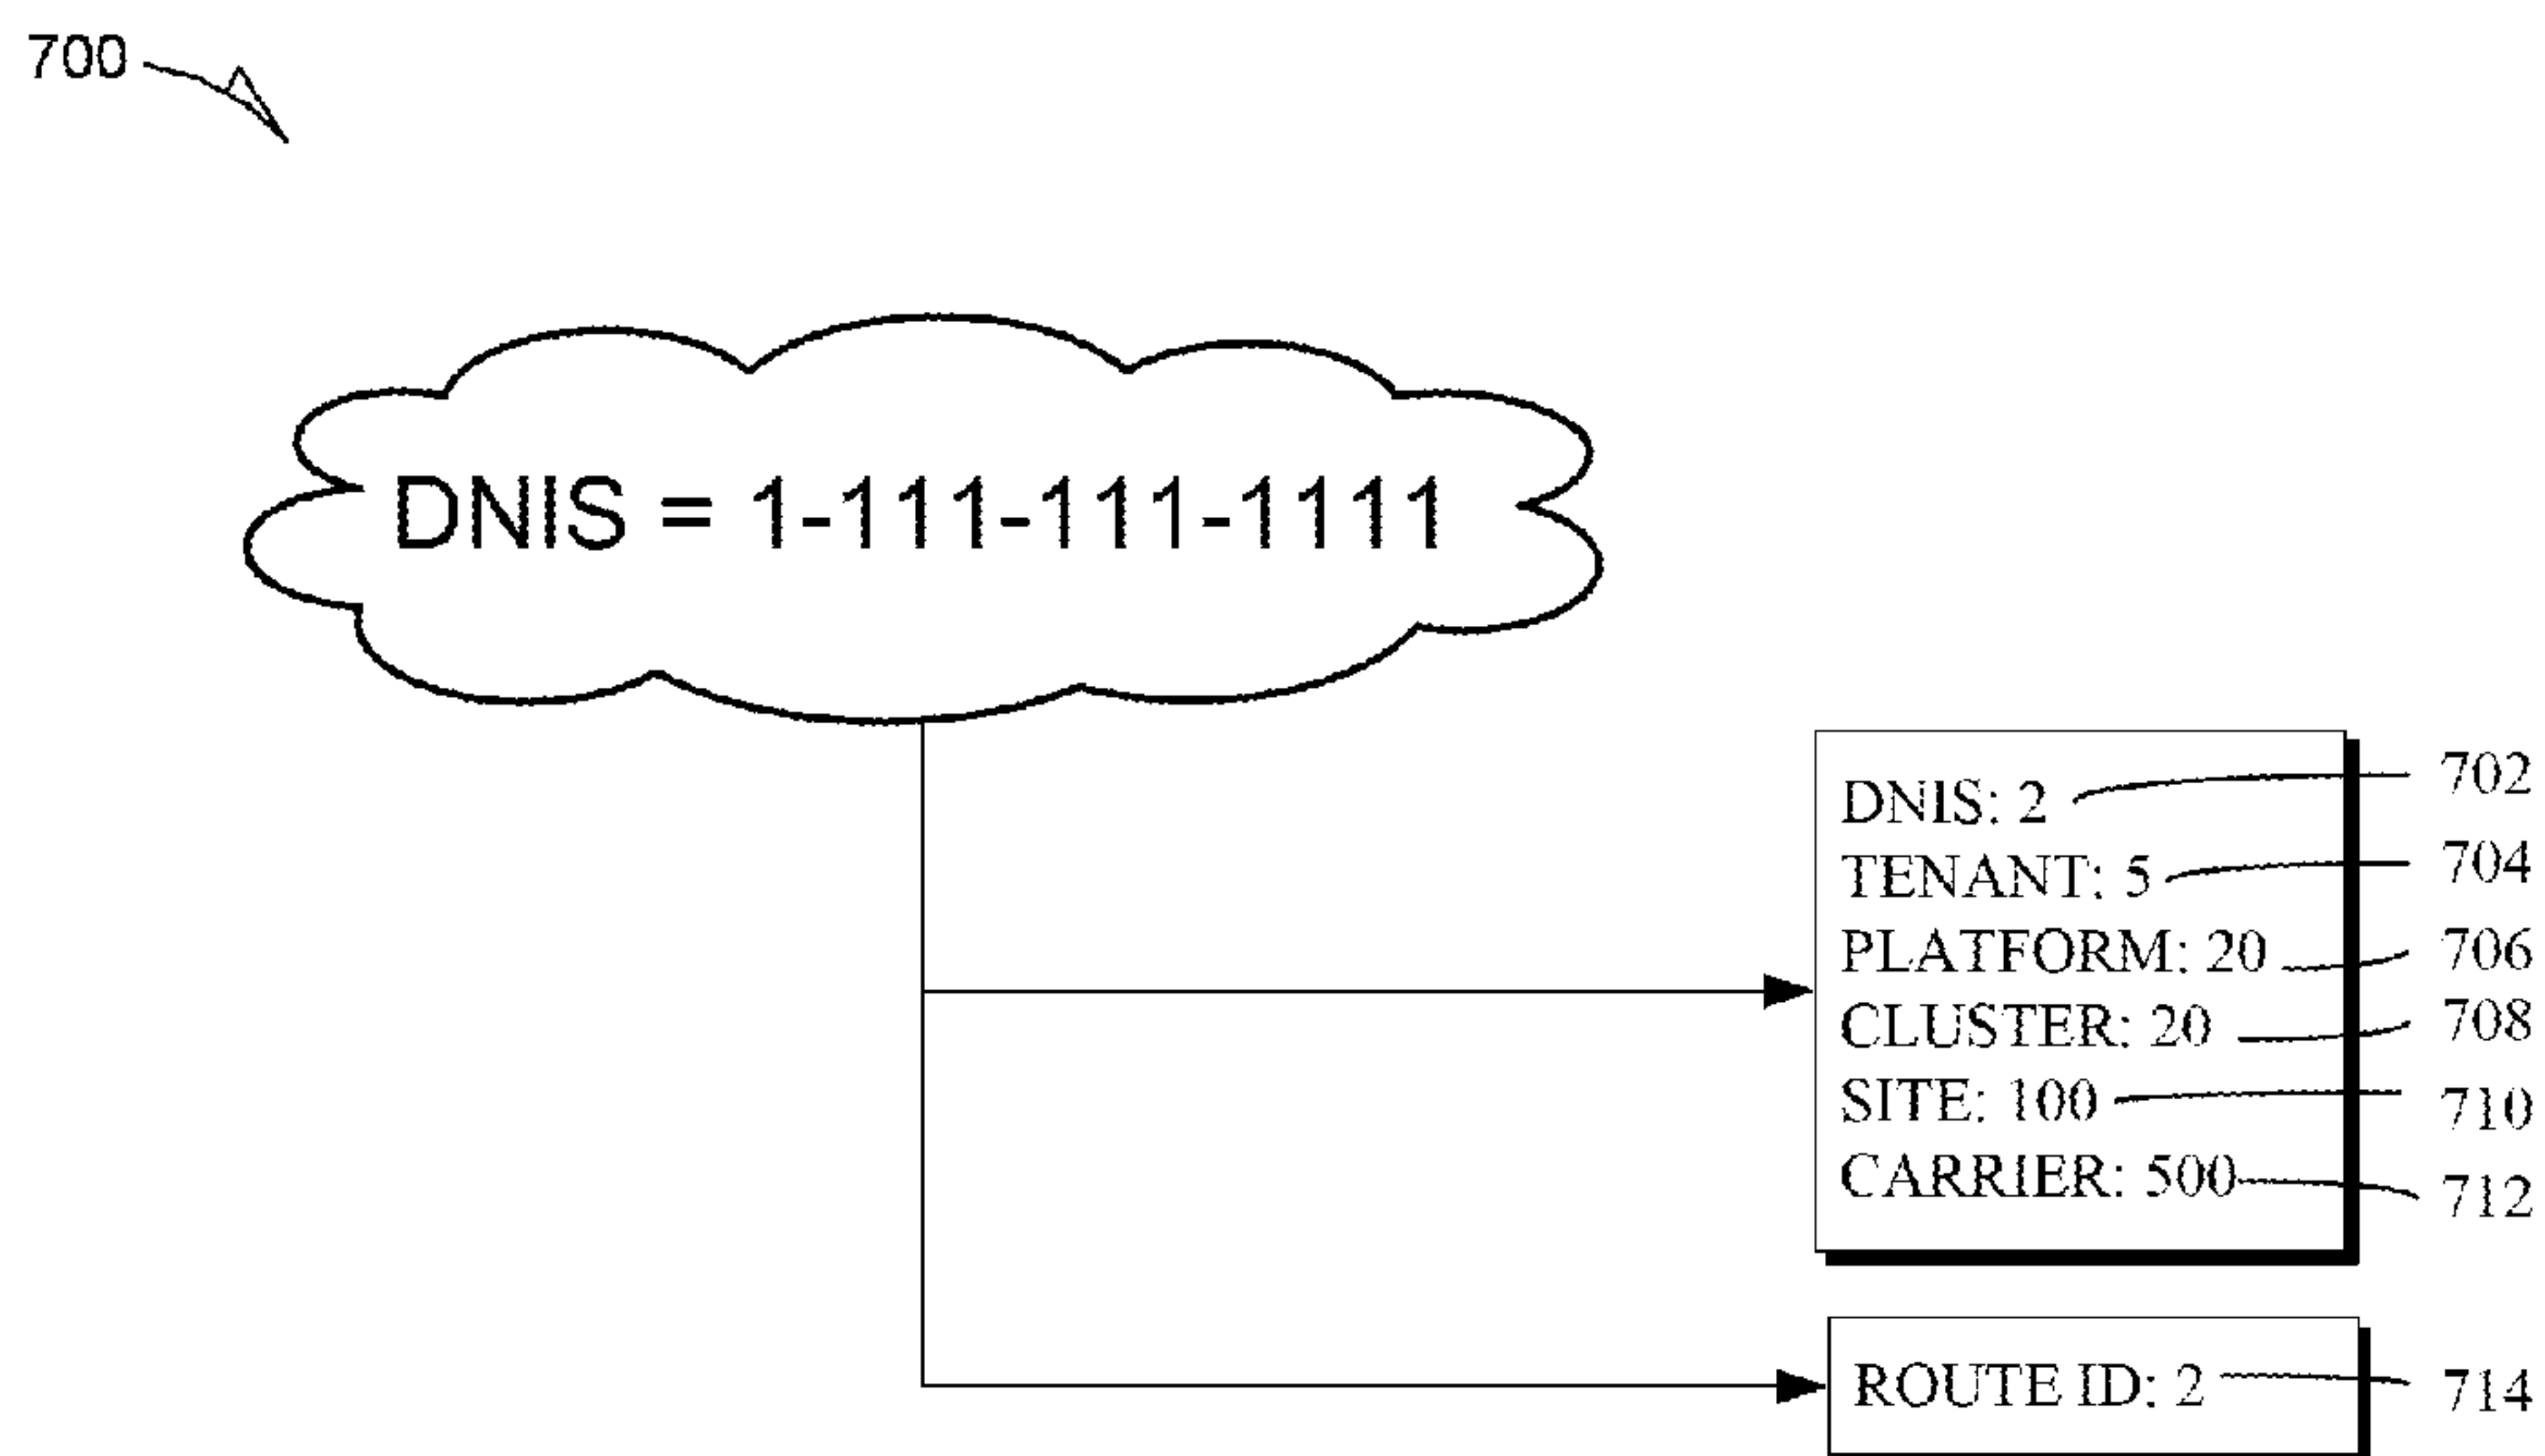 700
DNIS = 1-111-111-1111
DNIS: 2 702
TENANT: 5 704
PLATFORM: 20 706
CLUSTER: 20 708
SITE: 100 710
CARRIER: 500 712
ROUTE ID: 2 714